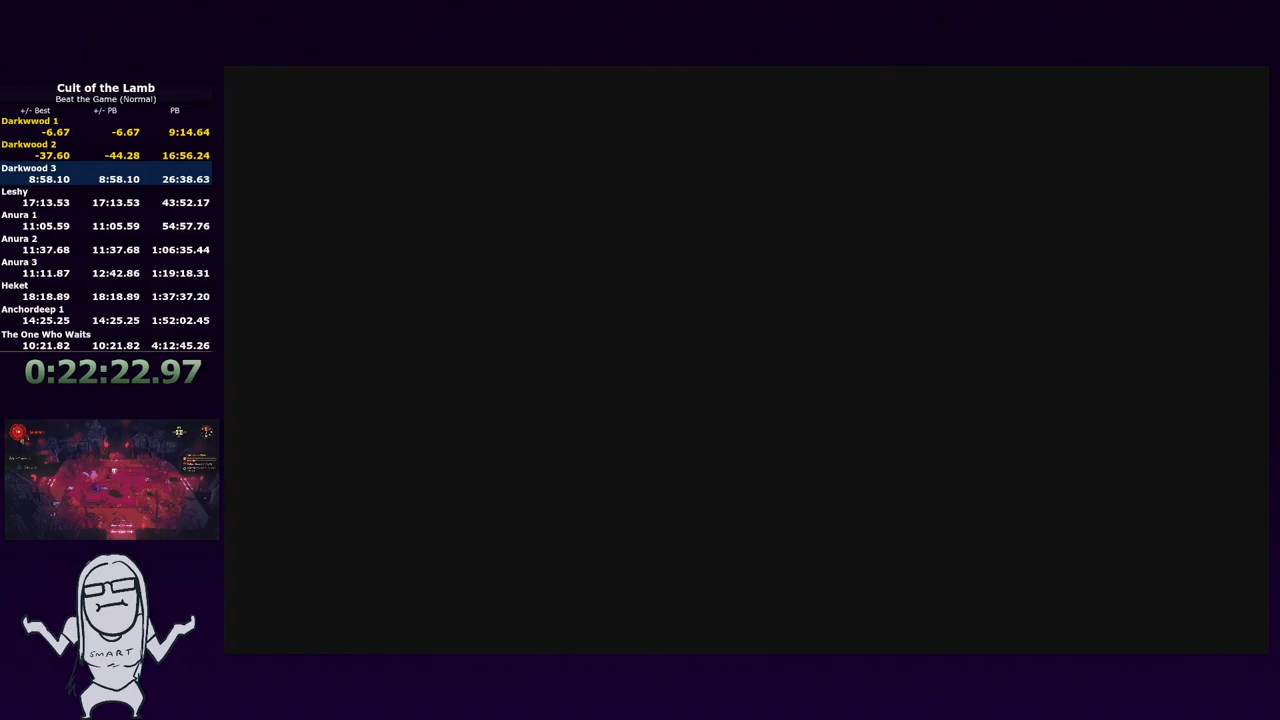 Cult of the Lamb
Beat the Game (Normal)
+/- Best +/- PB PB
Darkwwod 1
-6.67 -6.67 9:14.64
Darkwood 2
-37.60 -44.28 16:56.24
Darkwood 3
8:58.10 8:58.10 26:38.63
Leshy
17:13.53 17:13.53 43:52.17
Anura 1
11:05.59 11:05.59 54:57.76
Anura 2
11:37.68 11:37.68 1:06:35.44
Anura 3
11:11.87 12:42.86 1:19:18.31
Heket
18:18.89 18:18.89 1:37:37.20
Anchordeep 1
14:25.25 14:25.25 1:52:02.45
The One Who Waits
10:21.82 10:21.82 4:12:45.26
0:22:22.97
SMART